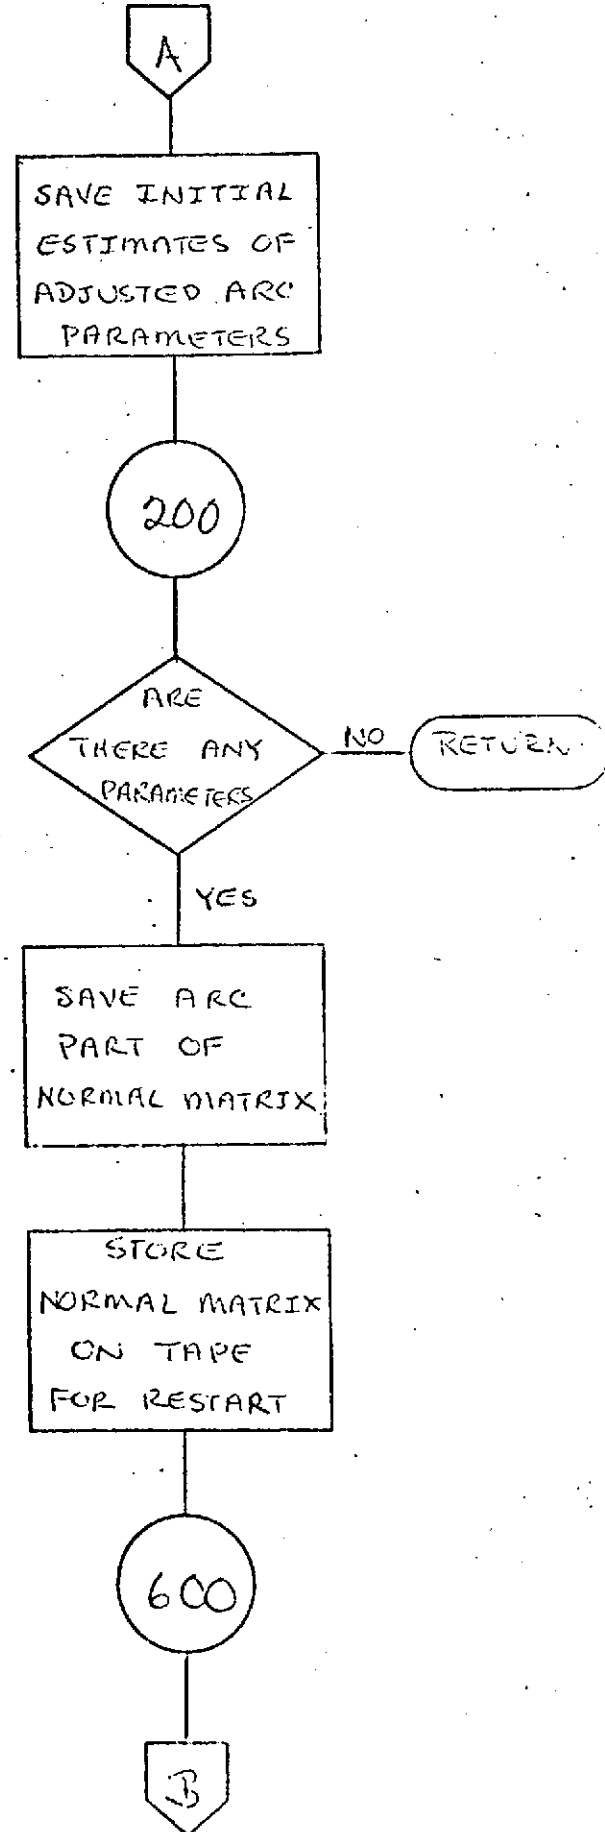 A
SAVE INITIAL
ESTIMATES OF
ADJUSTED ARC
PARAMETERS
200
ARE
THERE ANY
PARAMETERS
NO
RETURN
YES
SAVE ARC
PART OF
NORMAL MATRIX
STORE
NORMAL MATRIX
ON TAPE
FOR RESTART
600
B